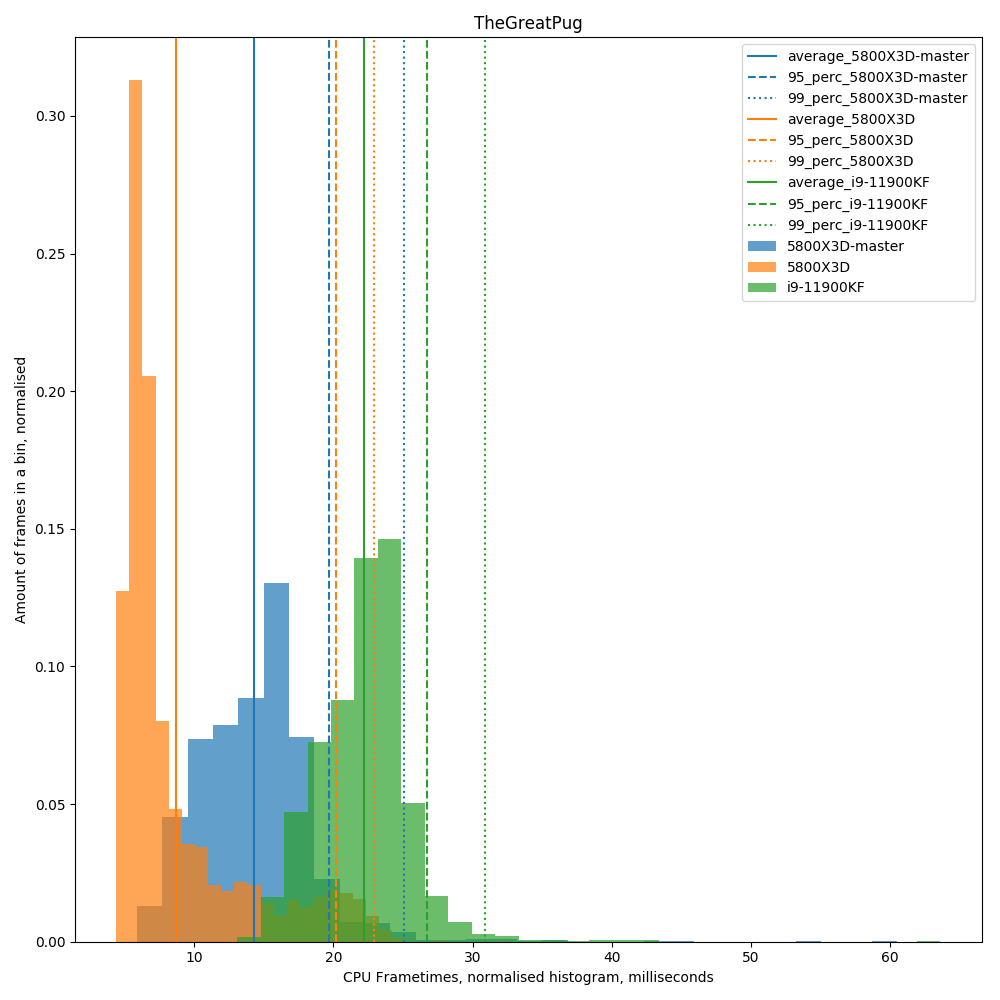 TheGreatPug
average_5800X3D-master
95_perc_5800X3D-master
99_perc_5800X3D-master
average_5800X3D
95_perc_5800X3D
99_perc_5800X3D
average_i9-11900KF
95_perc_i9-11900KF
99_perc_i9-11900KF
5800X3D-master
5800X3D
i9-11900KF
Amount of frames in a bin, normalised
0.30
0.25
0.20
0.15
0.10
0.05
0.00
10 20 30 40 50 60
CPU Frametimes, normalised histogram, milliseconds